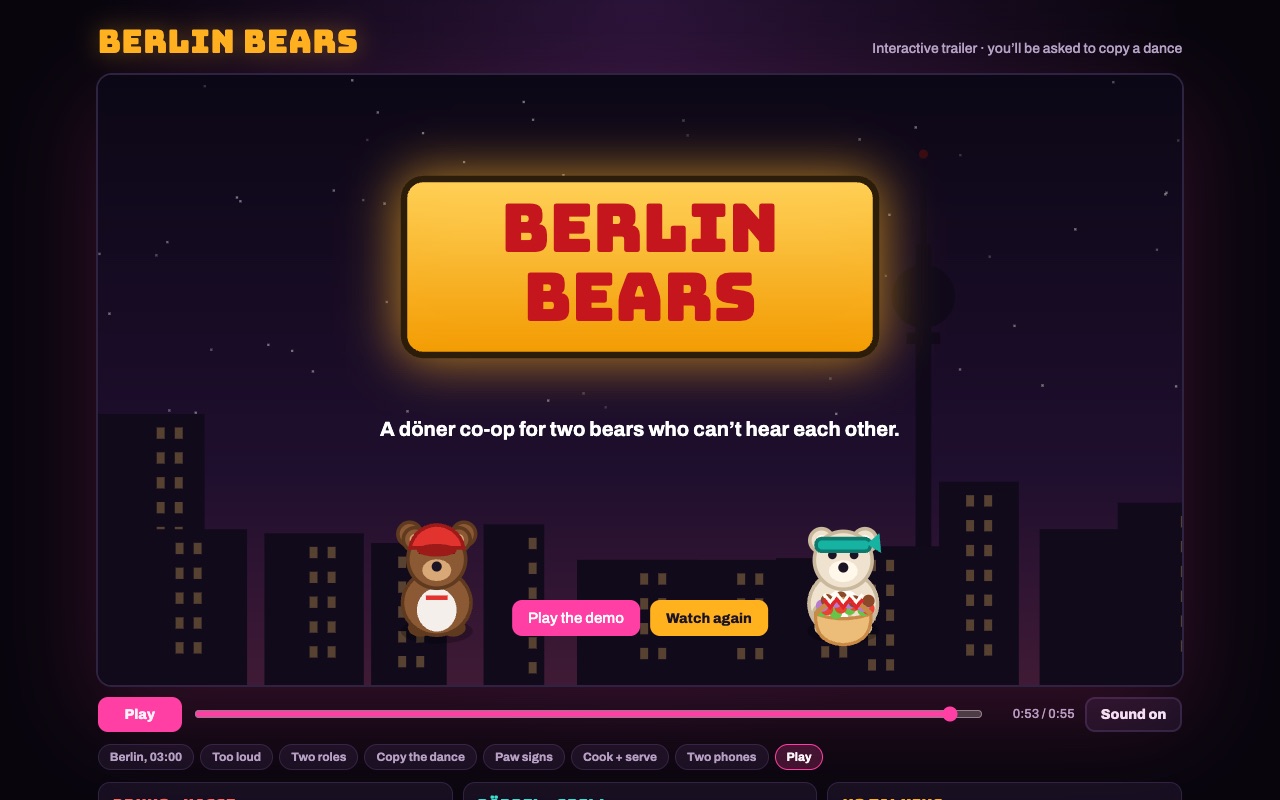 BERLIN BEARS
Interactive trailer · you’ll be asked to copy a dance
BERLIN
BEARS
A döner co-op for two bears who can’t hear each other.
Play the demo
Watch again
Play
0:53 / 0:55
Sound on
Berlin, 03:00
Too loud
Two roles
Copy the dance
Paw signs
Cook + serve
Two phones
Play